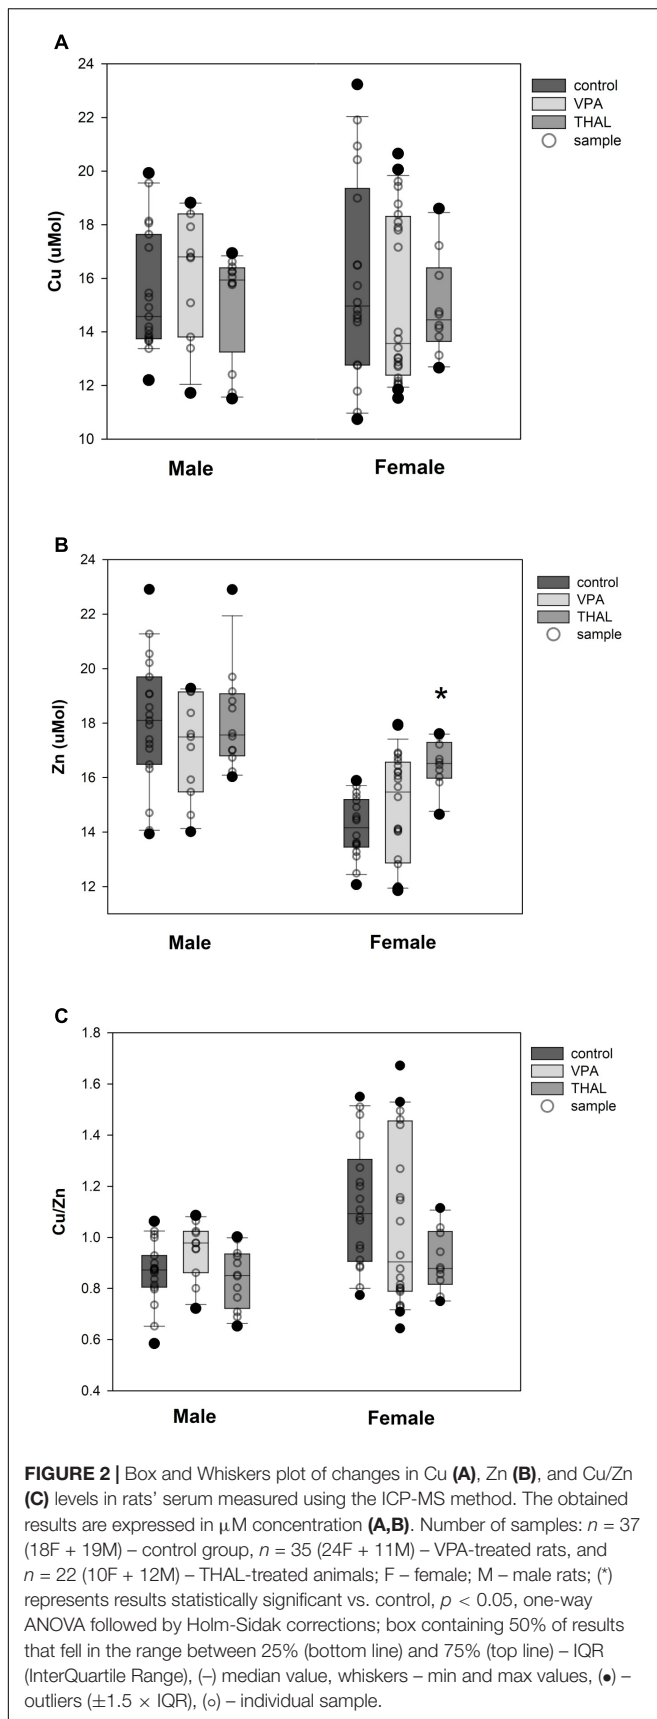 A
24
22
20
18
16
14
12
10
Cu (uMol)
control
VPA
THAL
sample
Male
Female
B
24
22
20
18
16
14
12
Zn (uMol)
control
VPA
THAL
sample
*
Male
Female
C
1.8
1.6
1.4
1.2
1.0
0.8
0.6
0.4
Cu/Zn
control
VPA
THAL
sample
Male
Female
FIGURE 2 | Box and Whiskers plot of changes in Cu (A), Zn (B), and Cu/Zn
(C) levels in rats' serum measured using the ICP-MS method. The obtained
results are expressed in μM concentration (A,B). Number of samples: n = 37
(18F + 19M) – control group, n = 35 (24F + 11M) – VPA-treated rats, and
n = 22 (10F + 12M) – THAL-treated animals; F – female; M – male rats; (*)
represents results statistically significant vs. control, p < 0.05, one-way
ANOVA followed by Holm-Sidak corrections; box containing 50% of results
that fell in the range between 25% (bottom line) and 75% (top line) – IQR
(InterQuartile Range), (–) median value, whiskers – min and max values, (●) –
outliers (±1.5 × IQR), (○) – individual sample.